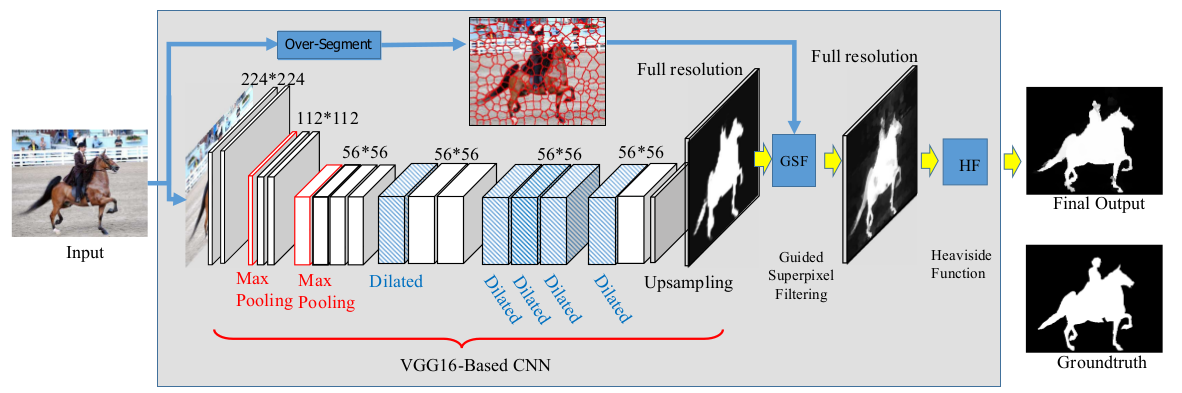 Over-Segment
Full resolution
Full resolution
224*224
112*112
56*56
56*56
56*56
56*56
GSF
HF
Input
Final Output
Max
Pooling
Max
Pooling
Dilated
Dilated
Dilated
Dilated
Dilated
Upsampling
Guided
Superpixel
Filtering
Heaviside
Function
VGG16-Based CNN
Groundtruth